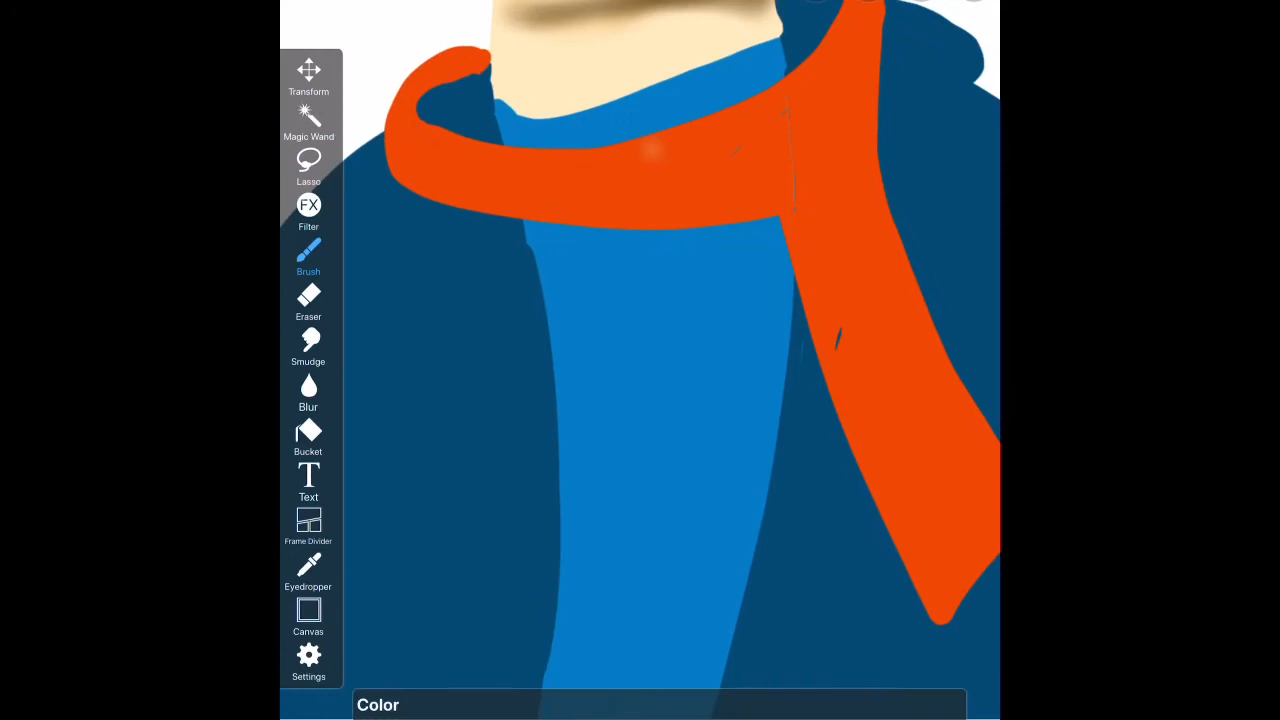 Transform
Magic Wand
Lasso
FX
Filter
Brush
Eraser
Smudge
Blur
Bucket
T
Text
Frame Divider
Eyedropper
Canvas
Settings
Color